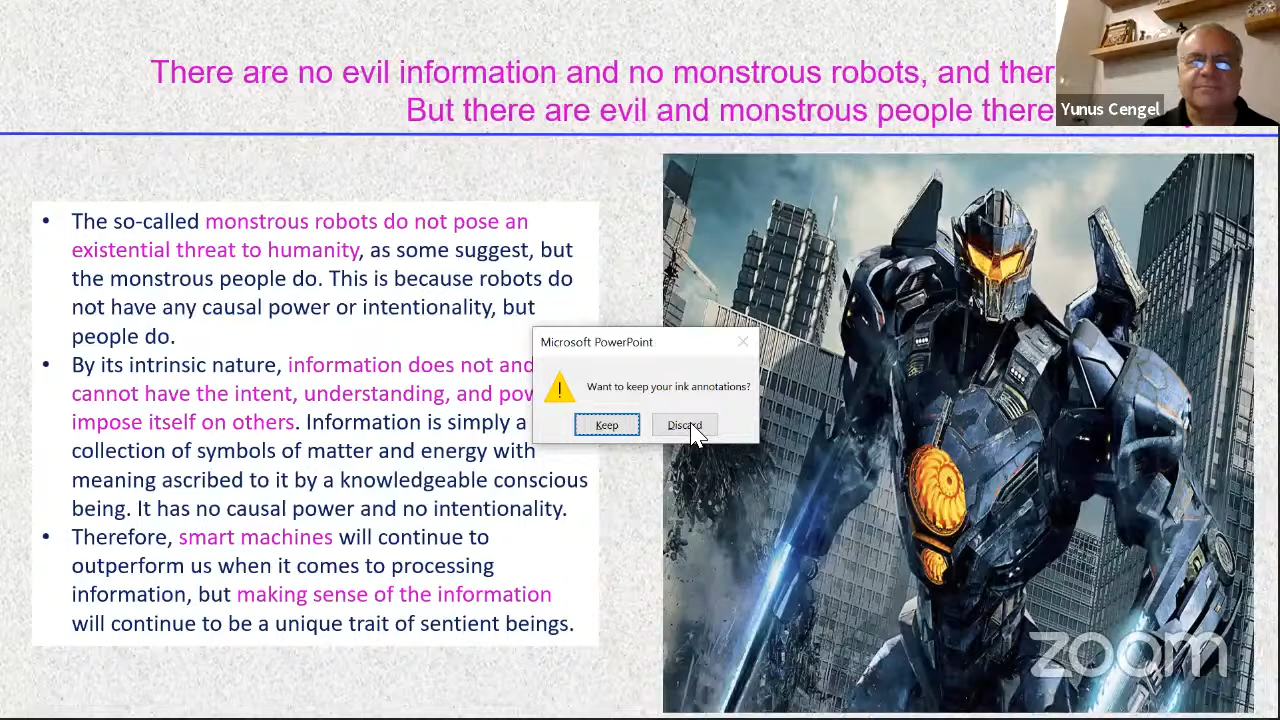 There are no evil information and no monstrous robots, and ther
But there are evil and monstrous people there
Yunus Cengel
• The so-called monstrous robots do not pose an
existential threat to humanity, as some suggest, but
the monstrous people do. This is because robots do
not have any causal power or intentionality, but
people do.
• By its intrinsic nature, information does not and
cannot have the intent, understanding, and pow
impose itself on others. Information is simply a
collection of symbols of matter and energy with
meaning ascribed to it by a knowledgeable conscious
being. It has no causal power and no intentionality.
• Therefore, smart machines will continue to
outperform us when it comes to processing
information, but making sense of the information
will continue to be a unique trait of sentient beings.
Microsoft PowerPoint
Want to keep your ink annotations?
Keep
Discard
zoom